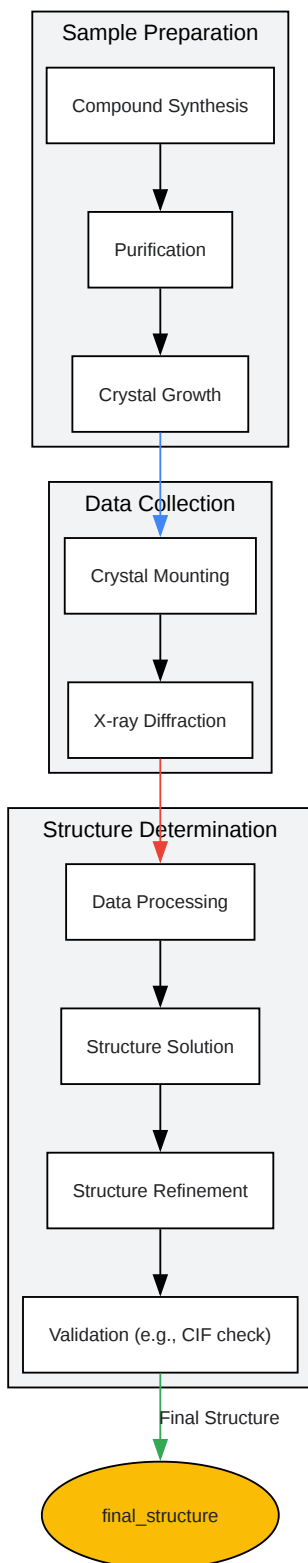 Sample Preparation
Compound Synthesis
Purification
Crystal Growth
Data Collection
Crystal Mounting
X-ray Diffraction
Structure Determination
Data Processing
Structure Solution
Structure Refinement
Validation (e.g., CIF check)
Final Structure
final_structure